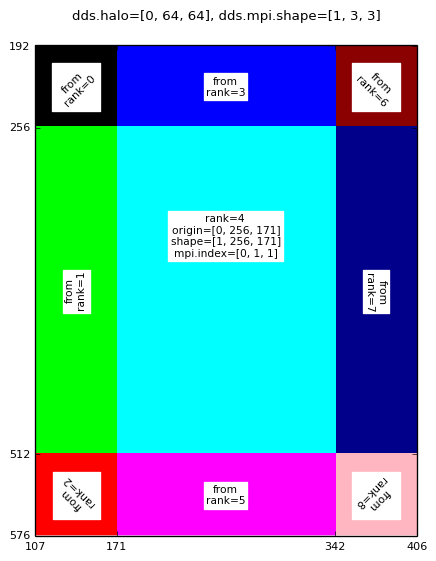 dds.halo=[0, 64, 64], dds.mpi.shape=[1, 3, 3]
192
from
rank=0
from
rank=3
from
rank=6
256
rank=4
origin=[0, 256, 171]
shape=[1, 256, 171]
mpi.index=[0, 1, 1]
from
rank=1
from
rank=7
512
from
rank=2
from
rank=5
from
rank=8
576
107
171
342
406